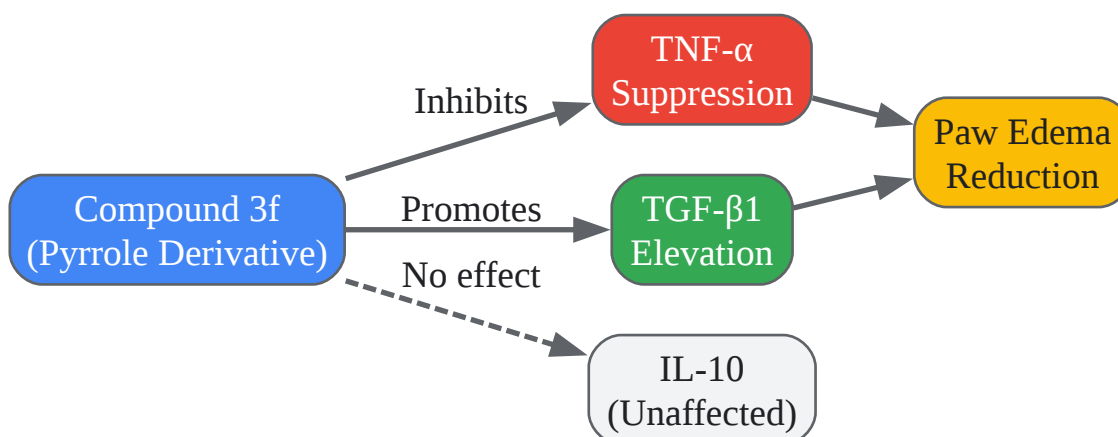 TNF-α
Suppression
Inhibits
Paw Edema
Reduction
Compound 3f
(Pyrrole Derivative)
Promotes
TGF-β1
Elevation
No effect
IL-10
(Unaffected)